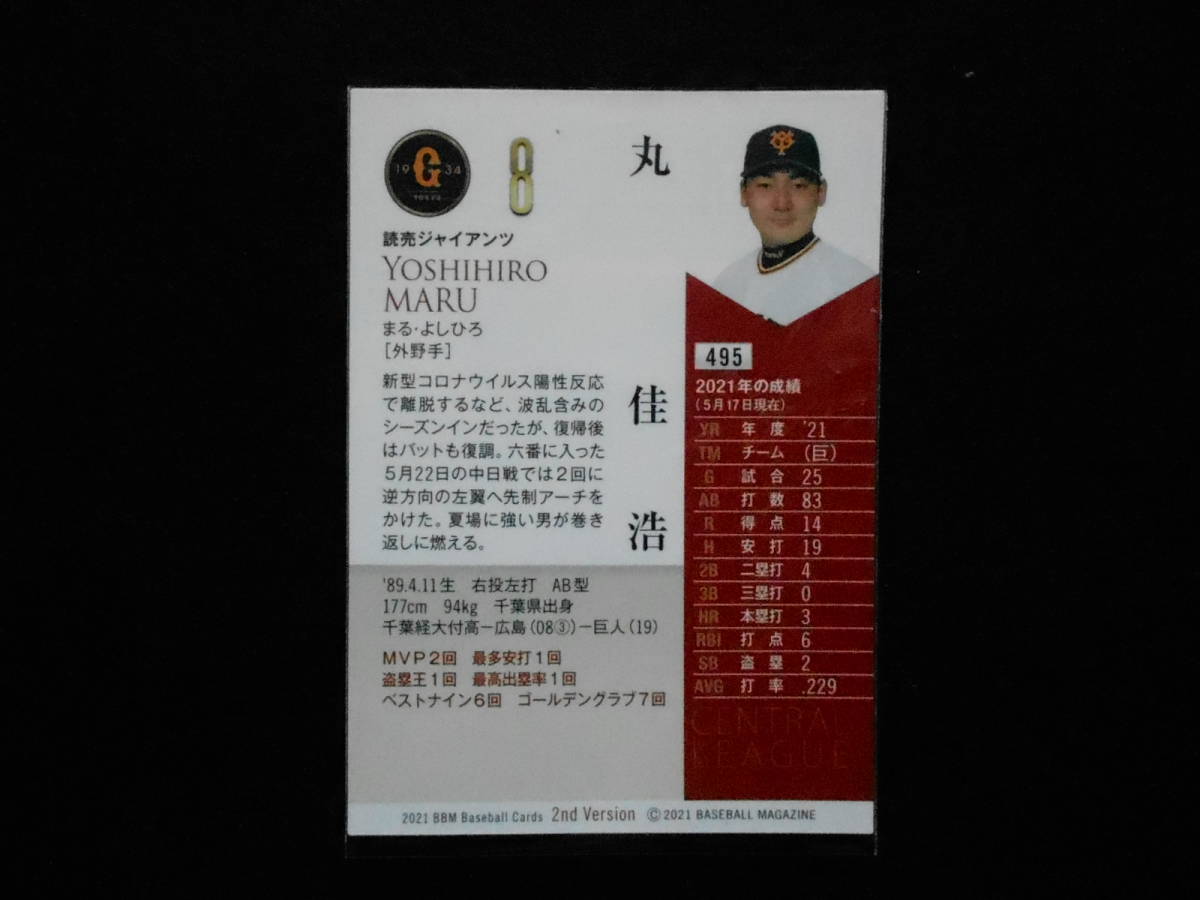 19 G 34
TOKYO
8
読売ジャイアンツ
YOSHIHIRO
MARU
まる・よしひろ
[外野手]
丸 佳浩
新型コロナウイルス陽性反応
で離脱するなど、波乱含みの
シーズンインだったが、復帰後
はバットも復調。六番に入った
5月22日の中日戦では2回に
逆方向の左翼へ先制アーチを
かけた。夏場に強い男が巻き
返しに燃える。
'89.4.11生 右投左打 AB型
177cm 94kg 千葉県出身
千葉経大付高－広島(08③)－巨人(19)
MVP2回 最多安打1回
盗塁王1回 最高出塁率1回
ベストナイン6回 ゴールデングラブ7回
YG
495
2021年の成績
(5月17日現在)
YR 年度 '21
TM チーム (巨)
G 試合 25
AB 打数 83
R 得点 14
H 安打 19
2B 二塁打 4
3B 三塁打 0
HR 本塁打 3
RBI 打点 6
SB 盗塁 2
AVG 打率 .229
CENTRAL
LEAGUE
2021 BBM Baseball Cards 2nd Version ©2021 BASEBALL MAGAZINE